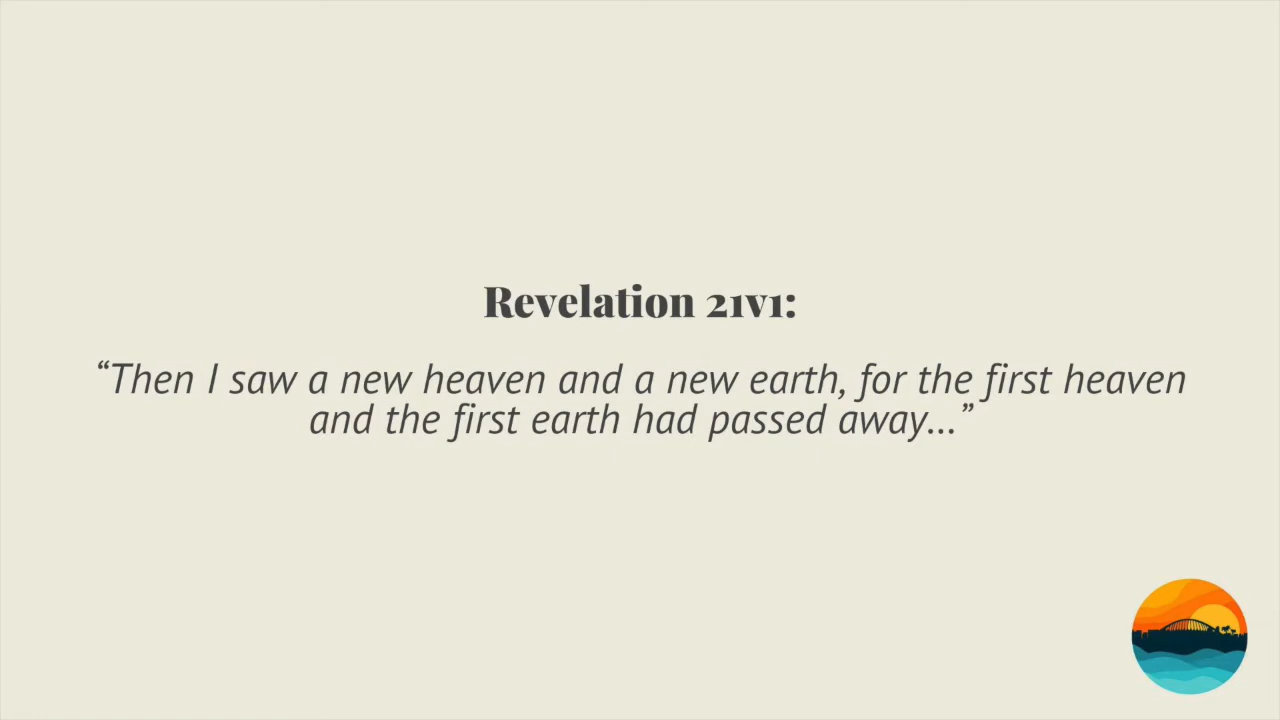 Revelation 21v1:
“Then I saw a new heaven and a new earth, for the first heaven
and the first earth had passed away...”